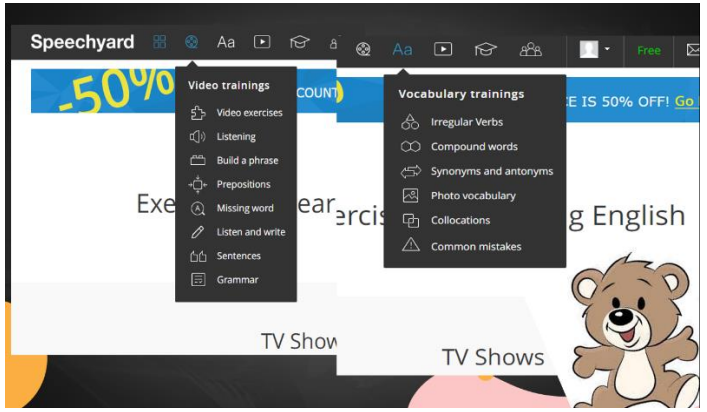 Speechyard
Aa
Video trainings
Video exercises
Listening
Build a phrase
Prepositions
Missing word
Listen and write
Sentences
Grammar
-50%
COUNT
Exe
ear
TV Show
Aa
Free
Vocabulary trainings
Irregular Verbs
Compound words
Synonyms and antonyms
Photo vocabulary
Collocations
Common mistakes
E IS 50% OFF! Go
erci
g English
TV Shows